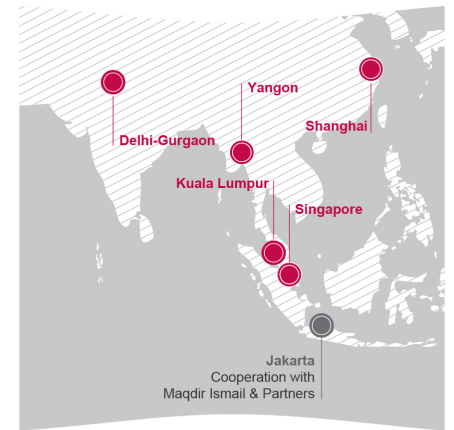 Yangon
Shanghai
Delhi-Gurgaon
Kuala Lumpur
Singapore
Jakarta
Cooperation with
Maqdir Ismail & Partners